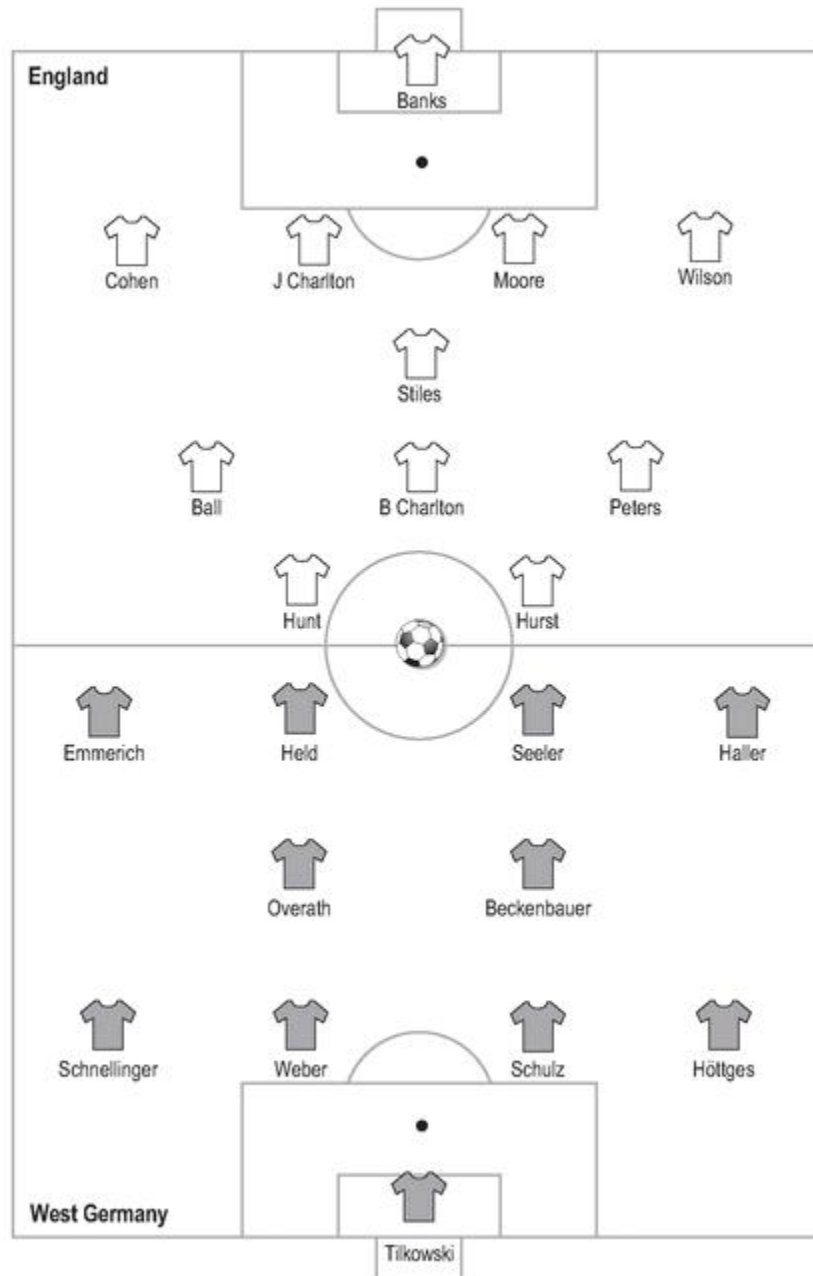 England
Banks
Cohen
J Charlton
Moore
Wilson
Stiles
Ball
B Charlton
Peters
Hunt
Hurst
Emmerich
Held
Seeler
Haller
Overath
Beckenbauer
Schnellinger
Weber
Schulz
Höttges
West Germany
Tilkowski